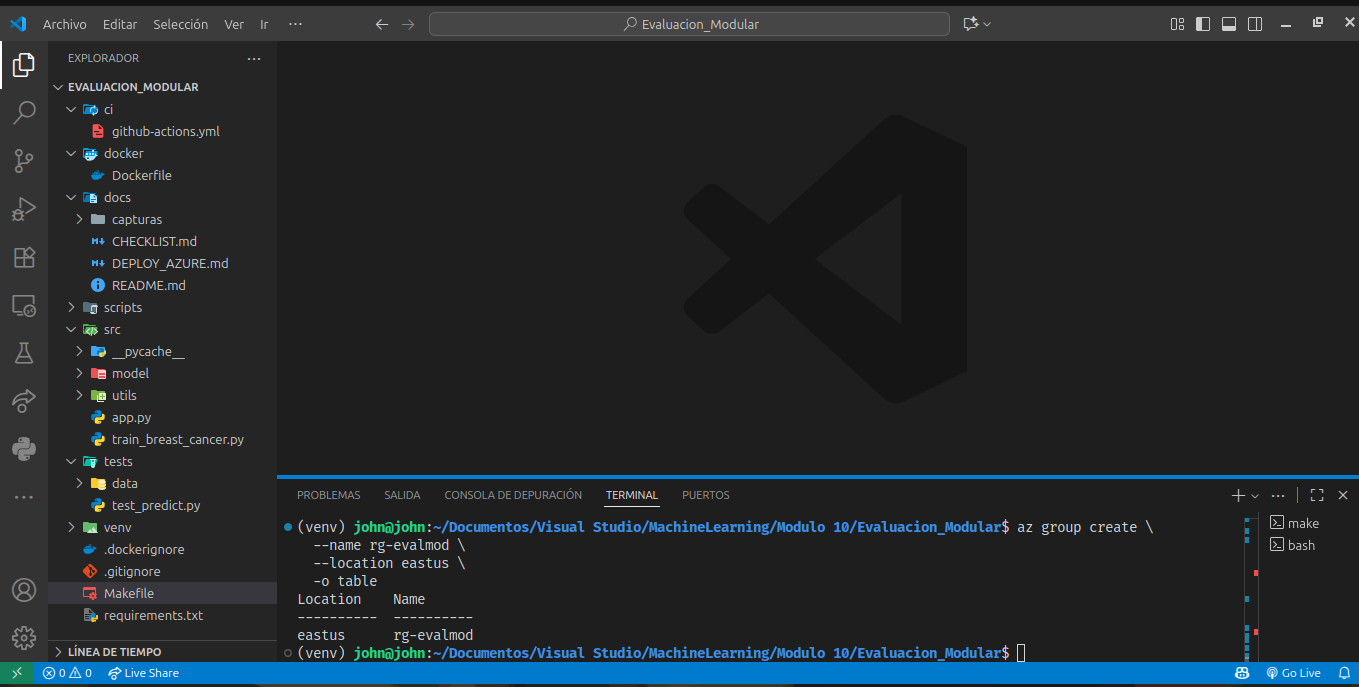 Archivo Editar Selección Ver Ir ··· Evaluacion_Modular
EXPLORADOR ···
EVALUACION_MODULAR
ci
github-actions.yml
docker
Dockerfile
docs
capturas
CHECKLIST.md
DEPLOY_AZURE.md
README.md
scripts
src
__pycache__
model
utils
app.py
train_breast_cancer.py
tests
data
test_predict.py
venv
.dockerignore
.gitignore
Makefile
requirements.txt
LÍNEA DE TIEMPO
PROBLEMAS SALIDA CONSOLA DE DEPURACIÓN TERMINAL PUERTOS
(venv) john@john:~/Documentos/Visual Studio/MachineLearning/Modulo 10/Evaluacion_Modular$ az group create \
--name rg-evalmod \
--location eastus \
-o table
Location Name
---------- ----------
eastus rg-evalmod
(venv) john@john:~/Documentos/Visual Studio/MachineLearning/Modulo 10/Evaluacion_Modular$
make
bash
0 0 Live Share Go Live